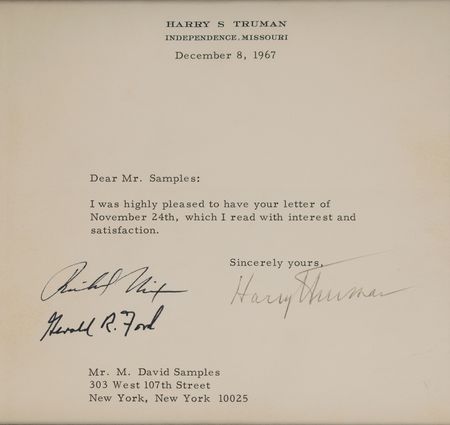 HARRY S TRUMAN
INDEPENDENCE, MISSOURI
December 8, 1967
Dear Mr. Samples:
I was highly pleased to have your letter of
November 24th, which I read with interest and
satisfaction.
Sincerely yours,
Richard Nixon
Harry S Truman
Gerald R. Ford
Mr. M. David Samples
303 West 107th Street
New York, New York 10025